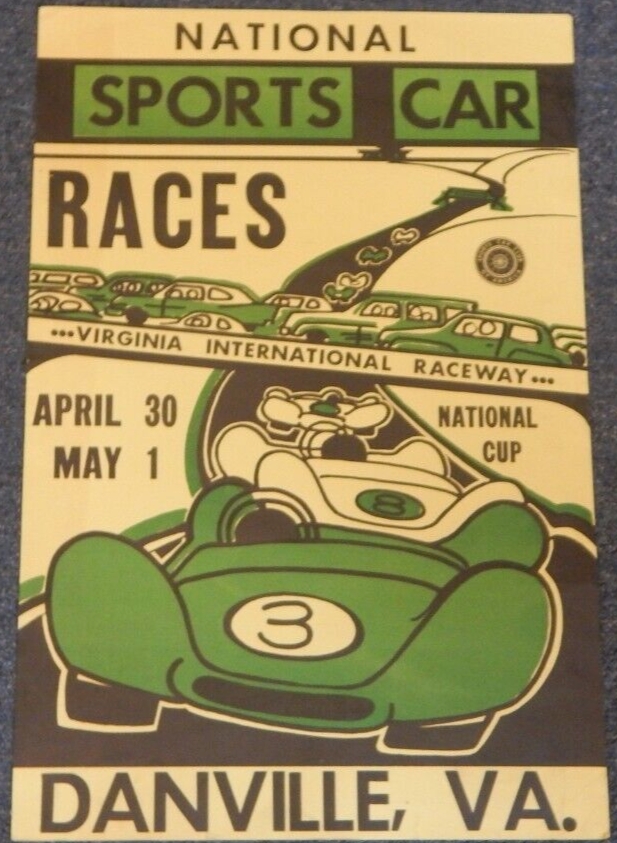 NATIONAL
SPORTS CAR
RACES
•••VIRGINIA INTERNATIONAL RACEWAY•••
APRIL 30
MAY 1
NATIONAL
CUP
8
3
DANVILLE, VA.